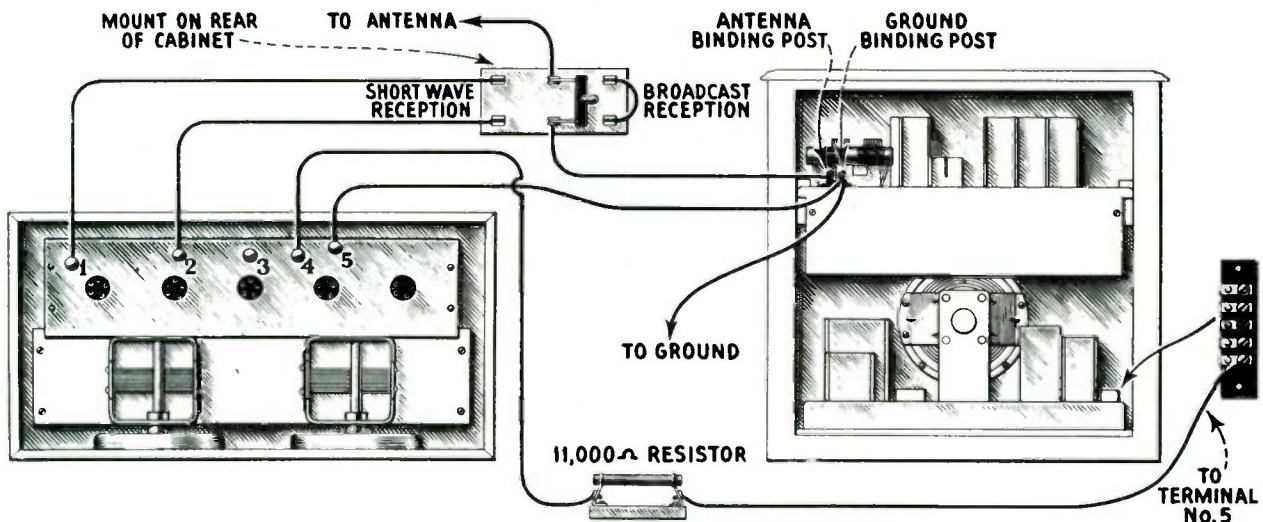 MOUNT ON REAR
OF CABINET
TO ANTENNA
ANTENNA
BINDING POST
GROUND
BINDING POST
SHORT WAVE
RECEPTION
BROADCAST
RECEPTION
1
2
3
4
5
TO GROUND
11,000 Ω RESISTOR
TO
TERMINAL
No. 5